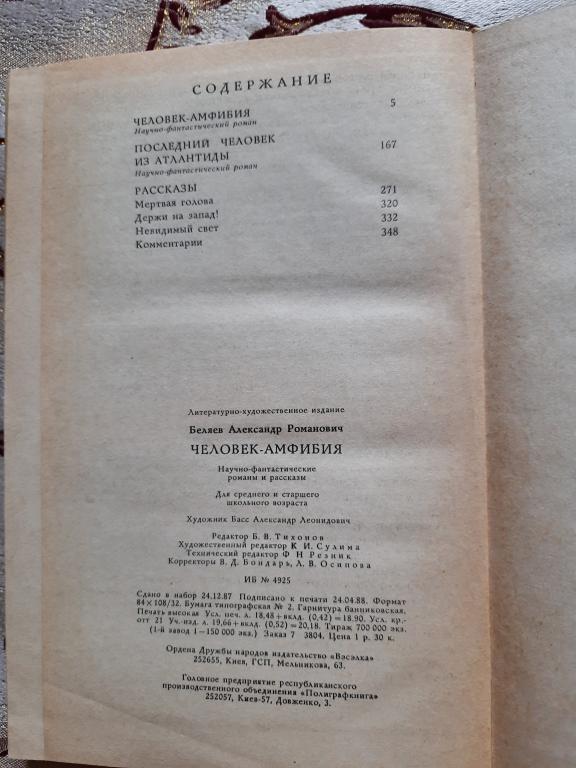 СОДЕРЖАНИЕ
ЧЕЛОВЕК-АМФИБИЯ 5
Научно-фантастический роман
ПОСЛЕДНИЙ ЧЕЛОВЕК
ИЗ АТЛАНТИДЫ 167
Научно-фантастический роман
РАССКАЗЫ
Мертвая голова 271
Держи на запад! 320
Невидимый свет 332
Комментарии 348
Литературно-художественное издание
Беляев Александр Романович
ЧЕЛОВЕК-АМФИБИЯ
Научно-фантастические
романы и рассказы
Для среднего и старшего
школьного возраста
Художник Басс Александр Леонидович
Редактор Б. В. Тихонов
Художественный редактор К И. Сулима
Технический редактор Ф Н Резник
Корректоры В. Д. Бондарь, Л. В. Осипова
ИБ № 4925
Сдано в набор 24.12.87 Подписано к печати 24.04.88. Формат
84×108/32. Бумага типографская № 2. Гарнитура банниковская.
Печать высокая Усл. печ. л. 18,48+вкл. (0,42)=18.90. Усл. кр.-
отт 21 Уч.-изд. л. 19,66+вкл. (0,52)=20,18. Тираж 700 000 экз.
(1-й завод 1—150 000 экз.) Заказ 7 3804. Цена 1 р. 30 к.
Ордена Дружбы народов издательство «Вэсэлка»
252655, Киев, ГСП, Мельникова, 63.
Головное предприятие республиканского
производственного объединения «Полиграфкнига»
252057, Киев-57, Довженко, 3.